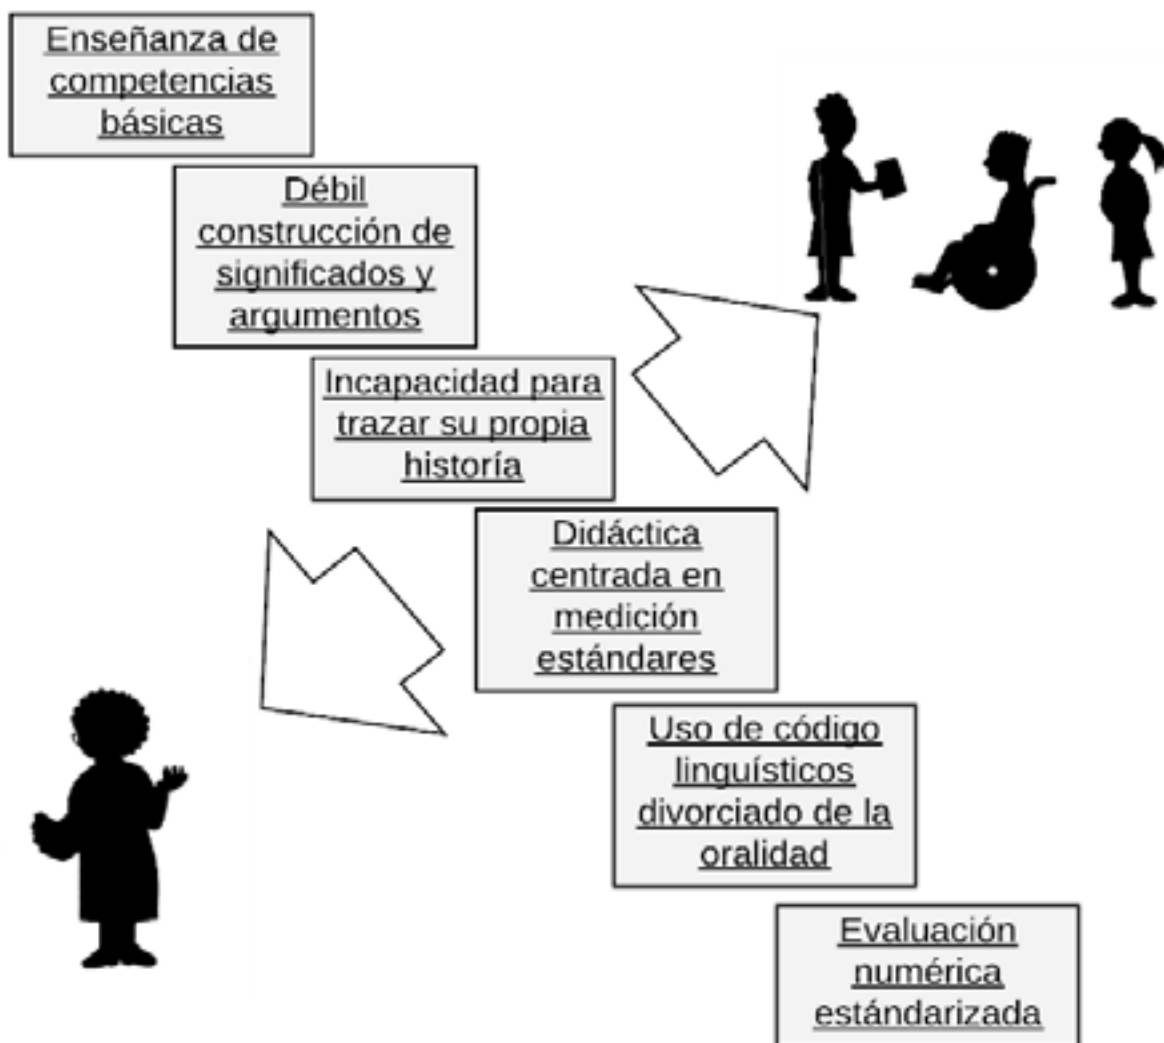 Enseñanza de
competencias
básicas
Débil
construcción de
significados y
argumentos
Incapacidad para
trazar su propia
historía
Didáctica
centrada en
medición
estándares
Uso de código
linguísticos
divorciado de la
oralidad
Evaluación
numérica
estándarizada